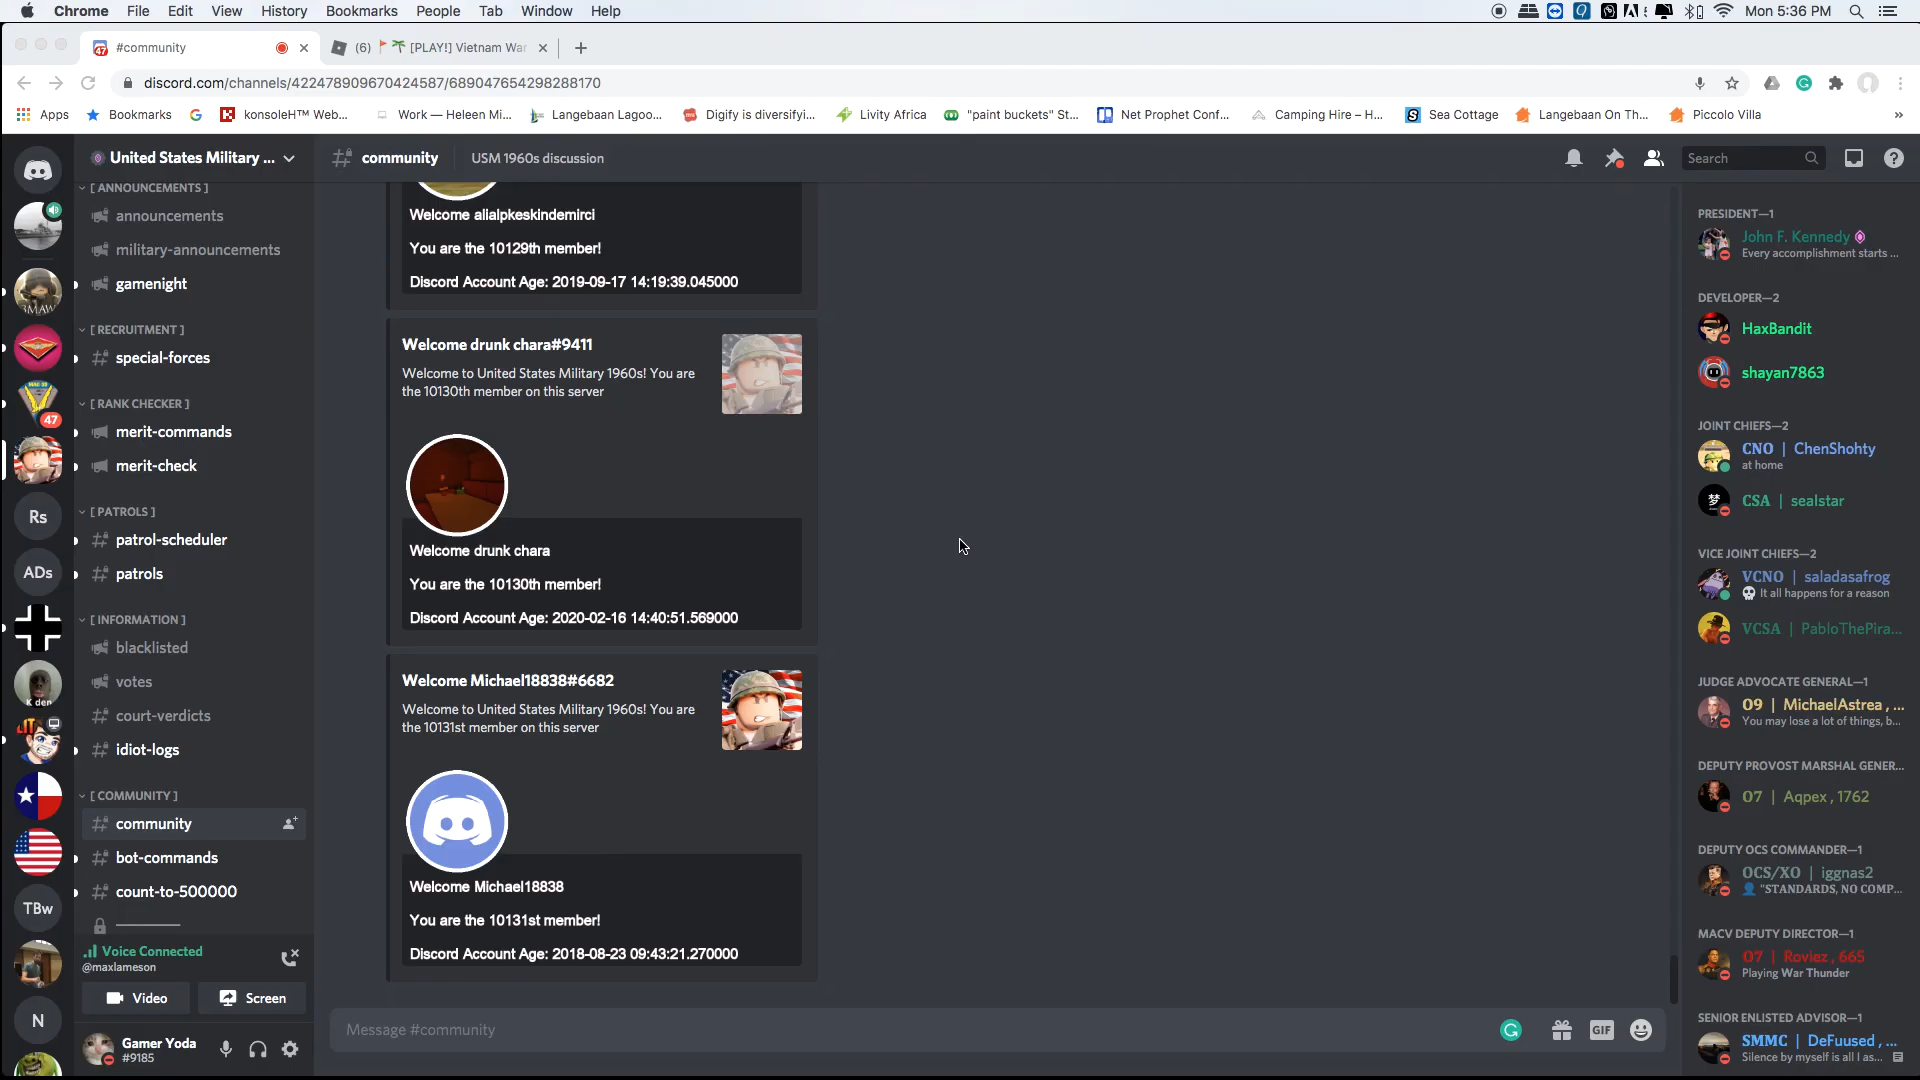 Chrome File Edit View History Bookmarks People Tab Window Help
Mon 5:36 PM
#community
(6) [PLAY!] Vietnam War
discord.com/channels/422478909670424587/689047654298288170
Apps Bookmarks konsoleH™ Web... Work — Heleen Mi... Langebaan Lagoo... Digify is diversifyi... Livity Africa "paint buckets" St... Net Prophet Conf... Camping Hire – H... Sea Cottage Langebaan On Th... Piccolo Villa
United States Military ...
community
USM 1960s discussion
Search
[ ANNOUNCEMENTS ]
announcements
military-announcements
gamenight
[ RECRUITMENT ]
special-forces
[ RANK CHECKER ]
merit-commands
merit-check
[ PATROLS ]
patrol-scheduler
patrols
[ INFORMATION ]
blacklisted
votes
court-verdicts
idiot-logs
[ COMMUNITY ]
community
bot-commands
count-to-500000
Voice Connected
@maxlameson
Video
Screen
Gamer Yoda
#9185
47
Rs
ADs
K den
TBw
N
Welcome alialpkeskindemirci
You are the 10129th member!
Discord Account Age: 2019-09-17 14:19:39.045000
Welcome drunk chara#9411
Welcome to United States Military 1960s! You are
the 10130th member on this server
Welcome drunk chara
You are the 10130th member!
Discord Account Age: 2020-02-16 14:40:51.569000
Welcome Michael18838#6682
Welcome to United States Military 1960s! You are
the 10131st member on this server
Welcome Michael18838
You are the 10131st member!
Discord Account Age: 2018-08-23 09:43:21.270000
Message #community
GIF
PRESIDENT—1
John F. Kennedy
Every accomplishment starts ...
DEVELOPER—2
HaxBandit
shayan7863
JOINT CHIEFS—2
CNO | ChenShohty
at home
CSA | sealstar
VICE JOINT CHIEFS—2
VCNO | saladasafrog
It all happens for a reason
VCSA | PabloThePira...
JUDGE ADVOCATE GENERAL—1
O9 | MichaelAstrea , ...
You may lose a lot of things, b...
DEPUTY PROVOST MARSHAL GENER...
O7 | Aqpex , 1762
DEPUTY OCS COMMANDER—1
OCS/XO | iggnas2
"STANDARDS, NO COMP...
MACV DEPUTY DIRECTOR—1
O7 | Roviez , 665
Playing War Thunder
SENIOR ENLISTED ADVISOR—1
SMMC | DeFuused , ...
Silence by myself is all I as...